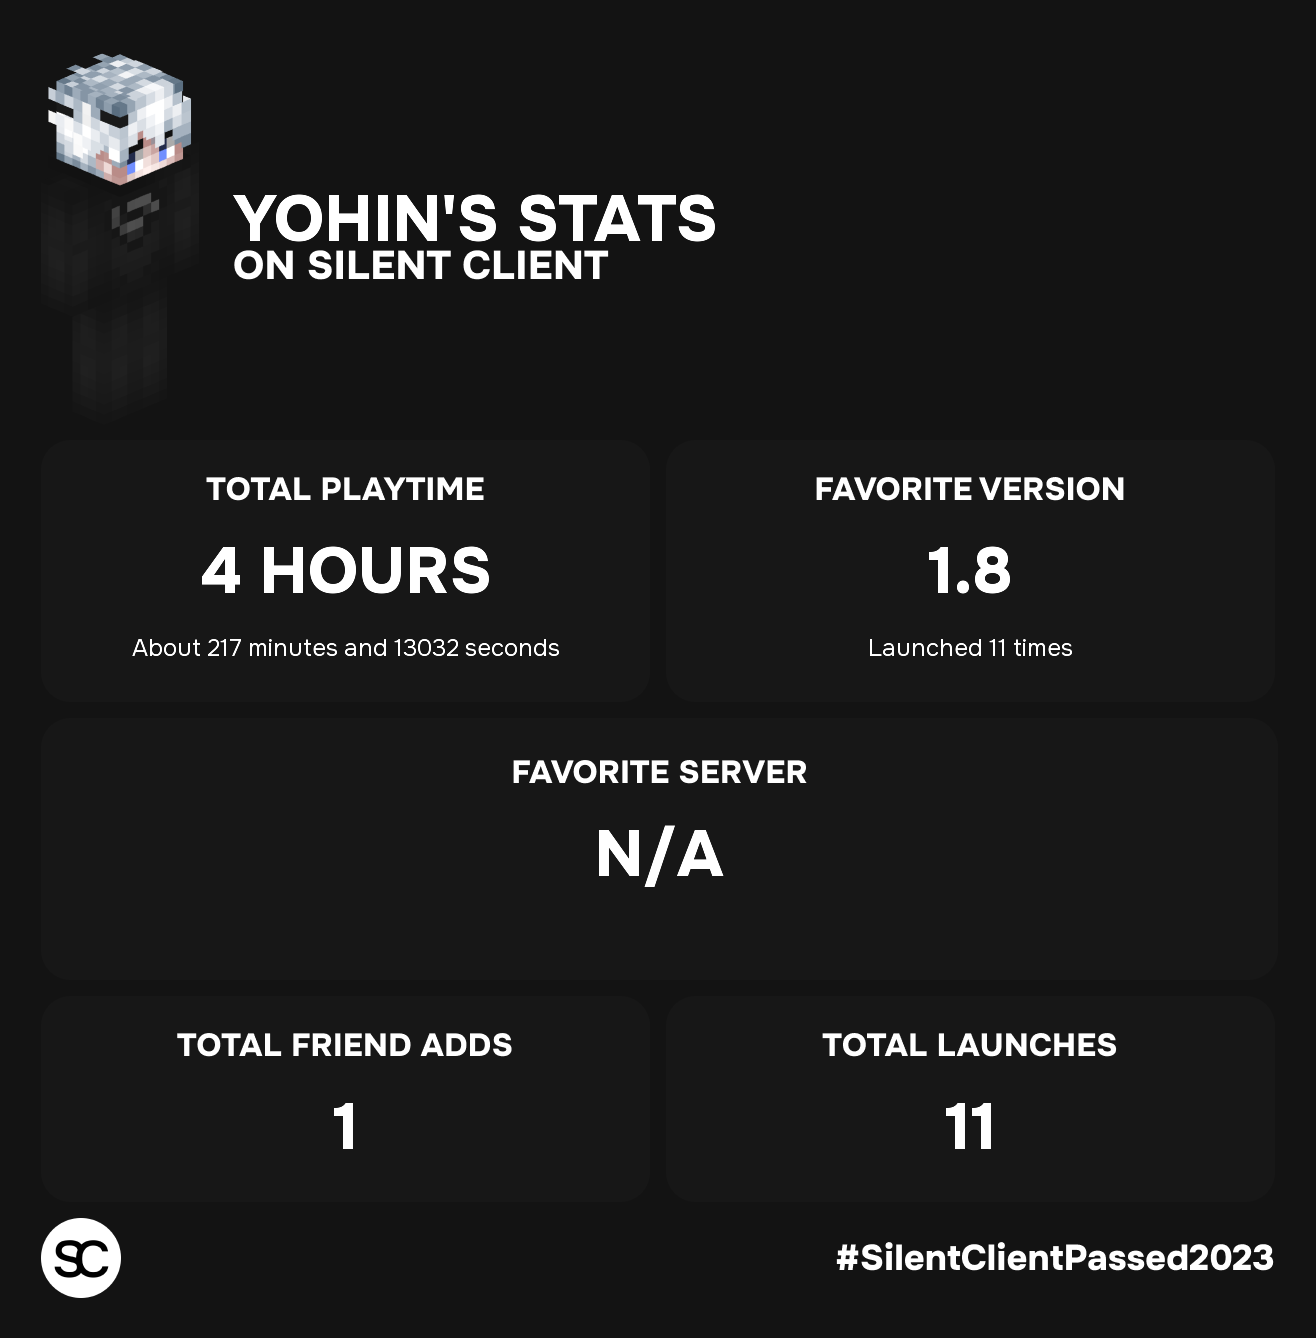 YOHIN'S STATS
ON SILENT CLIENT
TOTAL PLAYTIME
4 HOURS
About 217 minutes and 13032 seconds
FAVORITE VERSION
1.8
Launched 11 times
FAVORITE SERVER
N/A
TOTAL FRIEND ADDS
1
TOTAL LAUNCHES
11
SC
#SilentClientPassed2023